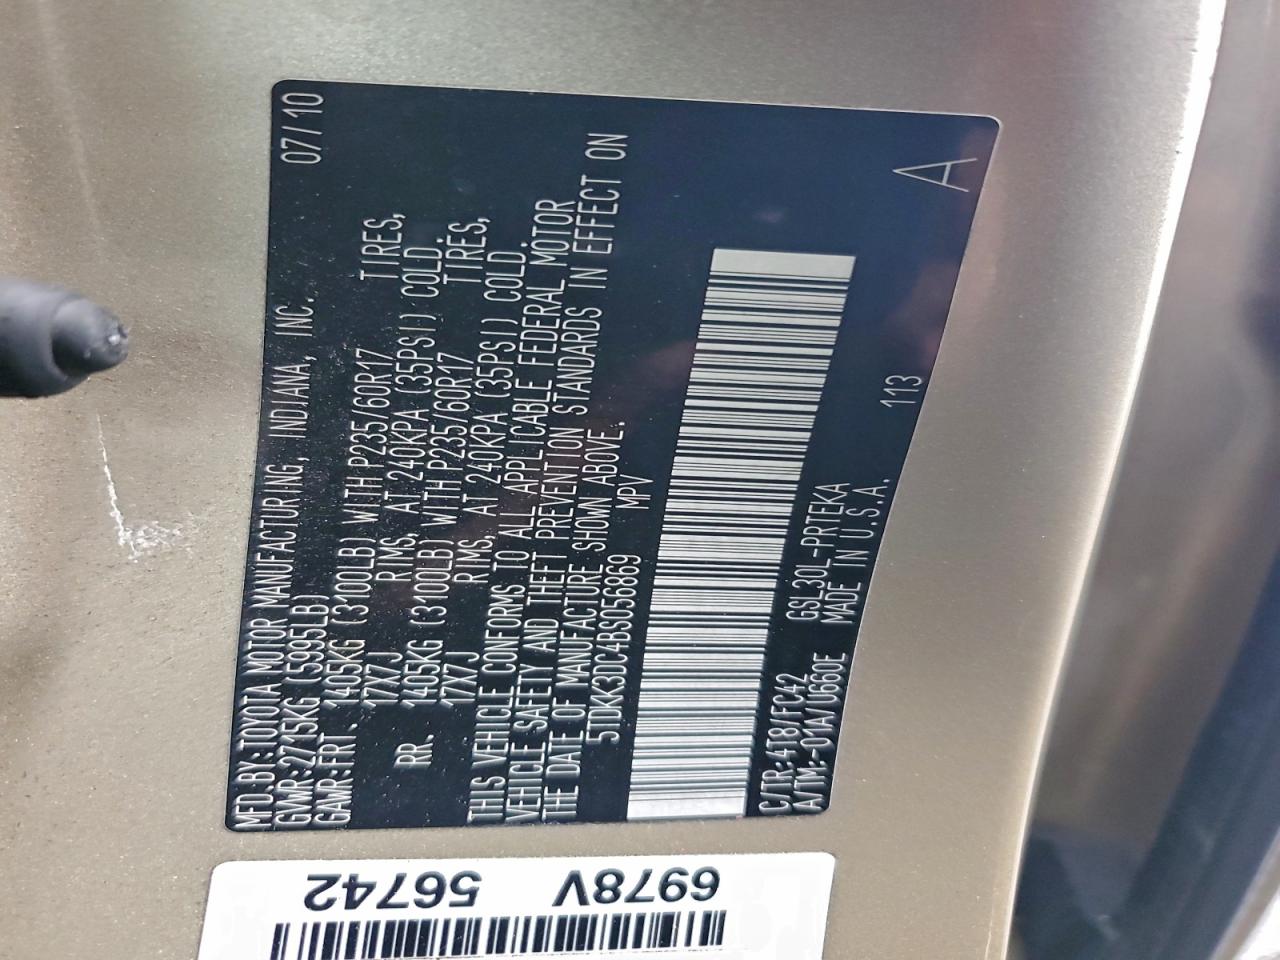 MFD.BY:TOYOTA MOTOR MANUFACTURING, INDIANA, INC. 07/10
GVWR:2715KG (5995LB)
GAWR:FRT. 1405KG (3100LB) WITH P235/60R17 TIRES,
17X7J RIMS, AT 240KPA (35PSI) COLD.
RR. 1405KG (3100LB) WITH P235/60R17 TIRES,
17X7J RIMS, AT 240KPA (35PSI) COLD.
THIS VEHICLE CONFORMS TO ALL APPLICABLE FEDERAL MOTOR
VEHICLE SAFETY AND THEFT PREVENTION STANDARDS IN EFFECT ON
THE DATE OF MANUFACTURE SHOWN ABOVE.
5TDKK3DC4BS056869 MPV
C/TR:4T8/FC42 GSL30L-PRTEKA
A/TM:-01A/U660E MADE IN U.S.A. 113
A
6978V 56742